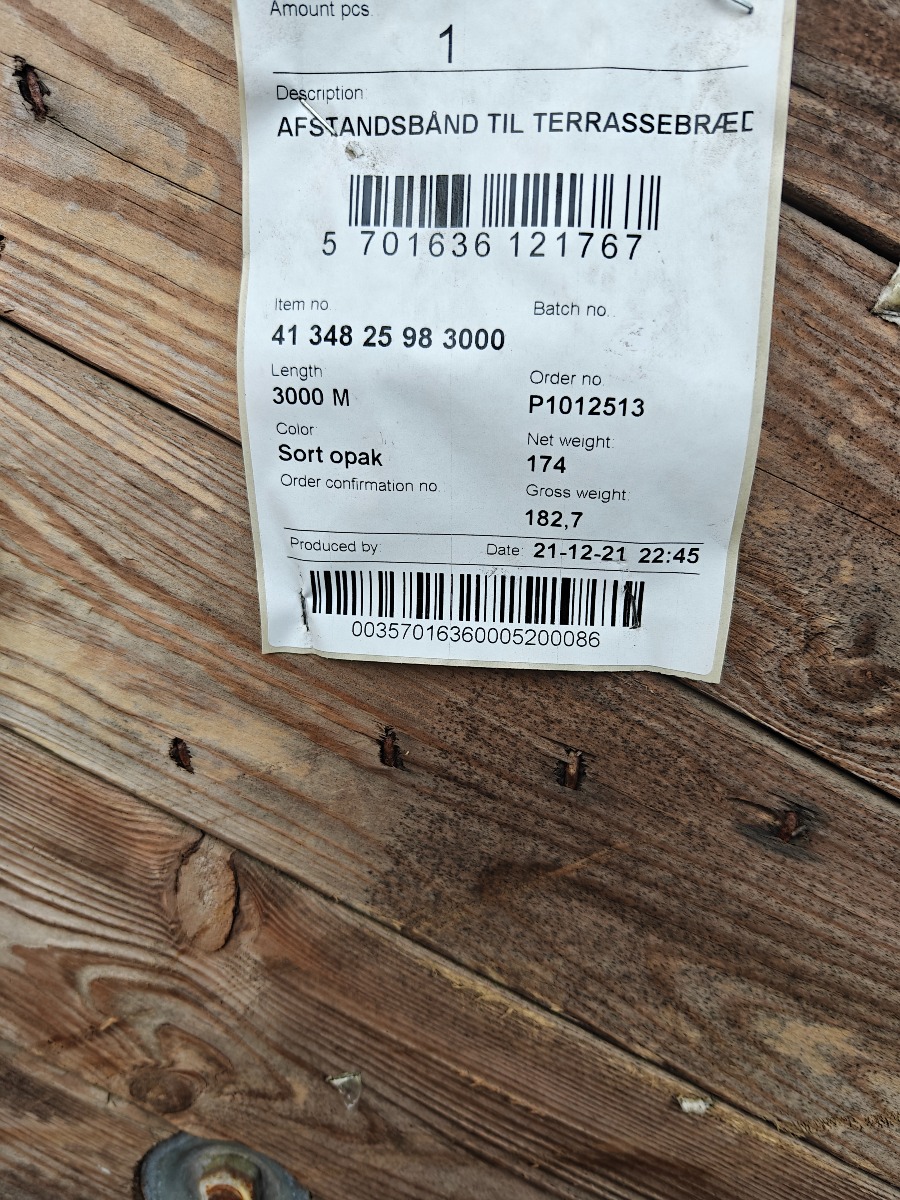 Amount pcs.
1
Description:
AFSTANDSBÅND TIL TERRASSEBRÆD
5 701636 121767
Item no.
Batch no.:
41 348 25 98 3000
Length
Order no.
3000 M
P1012513
Color:
Net weight:
Sort opak
174
Order confirmation no.
Gross weight:
182,7
Produced by:
Date: 21-12-21 22:45
00357016360005200086